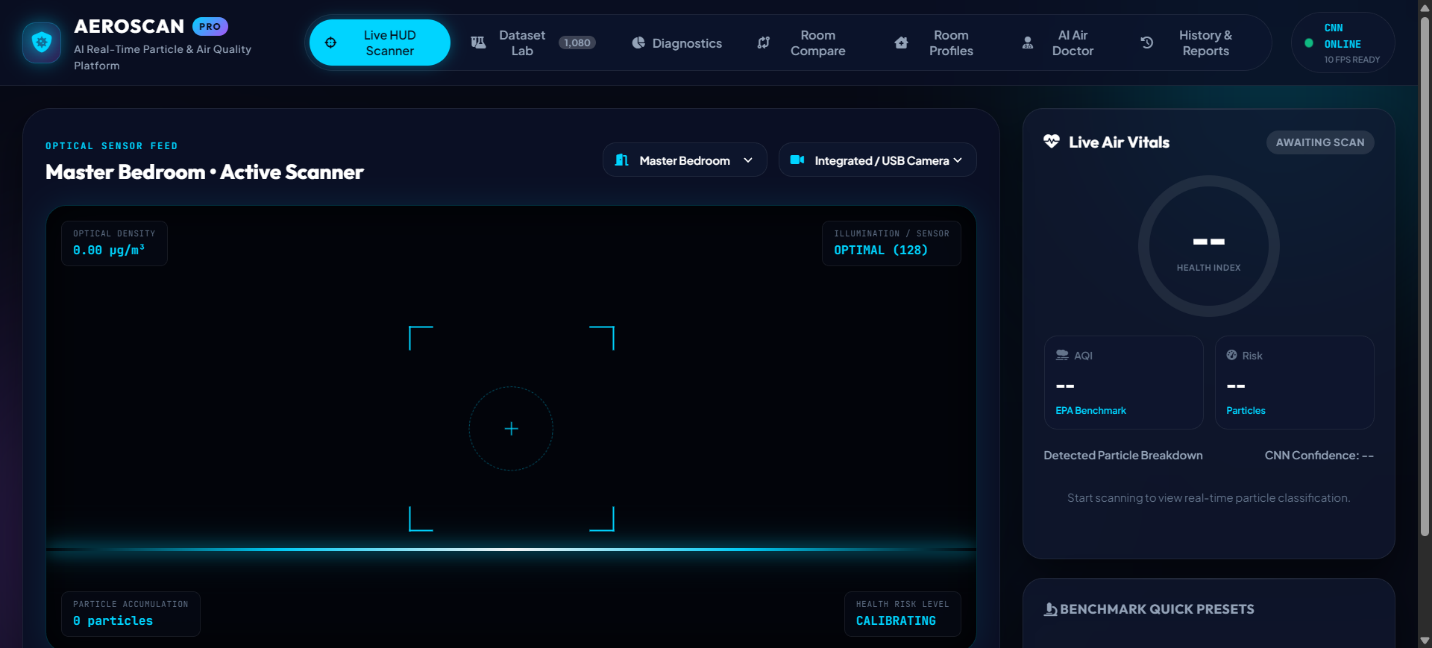 AEROSCAN PRO
AI Real-Time Particle & Air Quality
Platform
Live HUD
Scanner
Dataset
Lab
1,080
Diagnostics
Room
Compare
Room
Profiles
AI Air
Doctor
History &
Reports
CNN
ONLINE
10 FPS READY
OPTICAL SENSOR FEED
Master Bedroom • Active Scanner
Master Bedroom
Integrated / USB Camera
OPTICAL DENSITY
0.00 µg/m³
ILLUMINATION / SENSOR
OPTIMAL (128)
PARTICLE ACCUMULATION
0 particles
HEALTH RISK LEVEL
CALIBRATING
Live Air Vitals
AWAITING SCAN
--
HEALTH INDEX
AQI
--
EPA Benchmark
Risk
--
Particles
Detected Particle Breakdown
CNN Confidence: --
Start scanning to view real-time particle classification.
BENCHMARK QUICK PRESETS